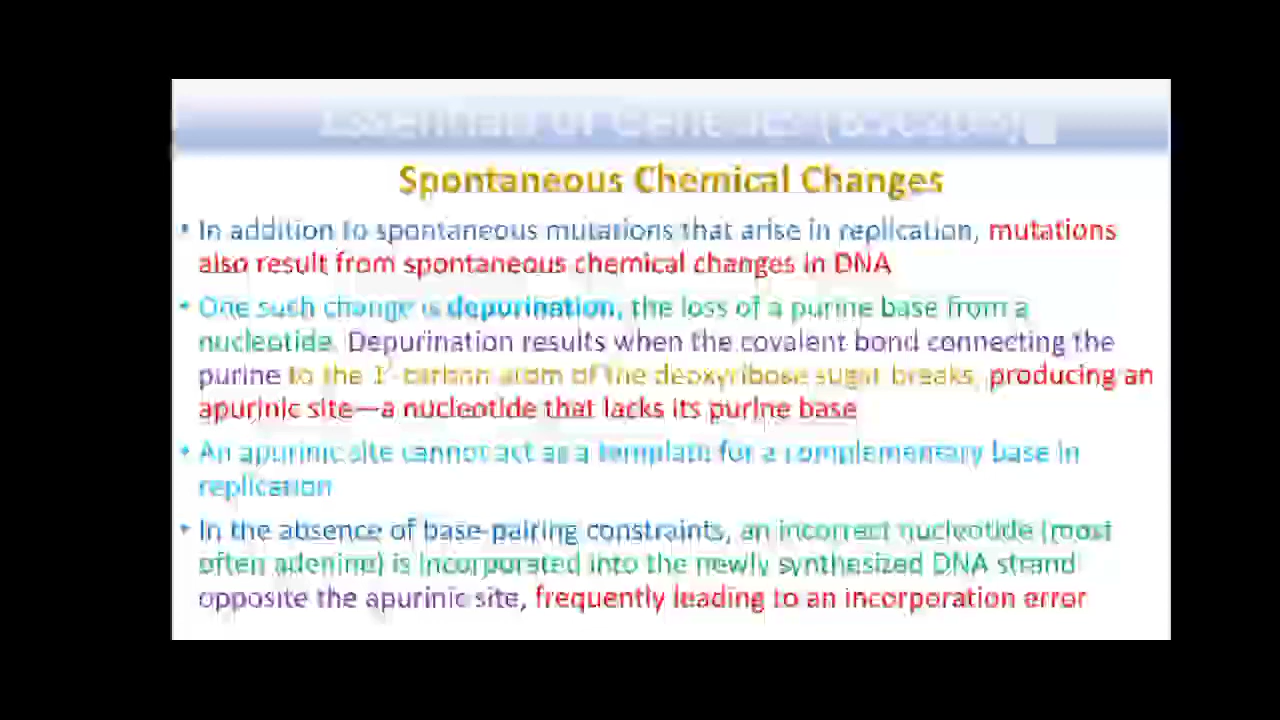 Essentials of Genetics
Spontaneous Chemical Changes
• In addition to spontaneous mutations that arise in replication, mutations
also result from spontaneous chemical changes in DNA
• One such change is depurination, the loss of a purine base from a
nucleotide. Depurination results when the covalent bond connecting the
purine to the 1'-carbon atom of the deoxyribose sugar breaks, producing an
apurinic site—a nucleotide that lacks its purine base
• An apurinic site cannot act as a template for a complementary base in
replication
• In the absence of base-pairing constraints, an incorrect nucleotide (most
often adenine) is incorporated into the newly synthesized DNA strand
opposite the apurinic site, frequently leading to an incorporation error